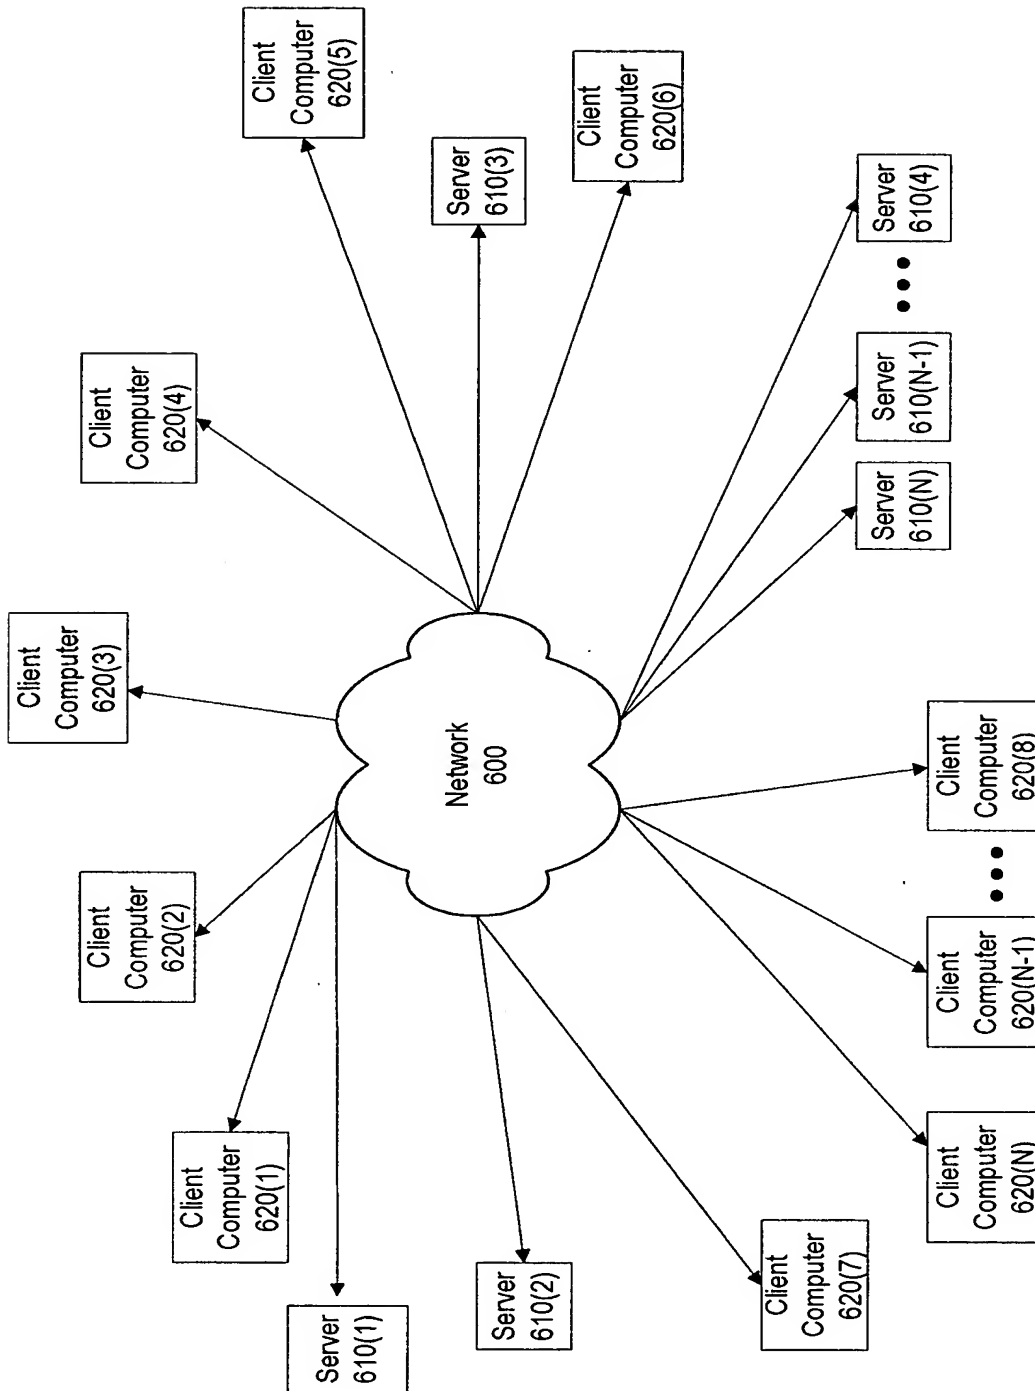 Client
Computer
620(5)
Server
610(3)
Client
Computer
620(6)
Server
610(4)
Client
Computer
620(4)
Server
610(N-1)
Server
610(N)
Client
Computer
620(3)
Network
600
Client
Computer
620(8)
Client
Computer
620(2)
Client
Computer
620(N-1)
Client
Computer
620(1)
Client
Computer
620(N)
Server
610(1)
Server
610(2)
Client
Computer
620(7)